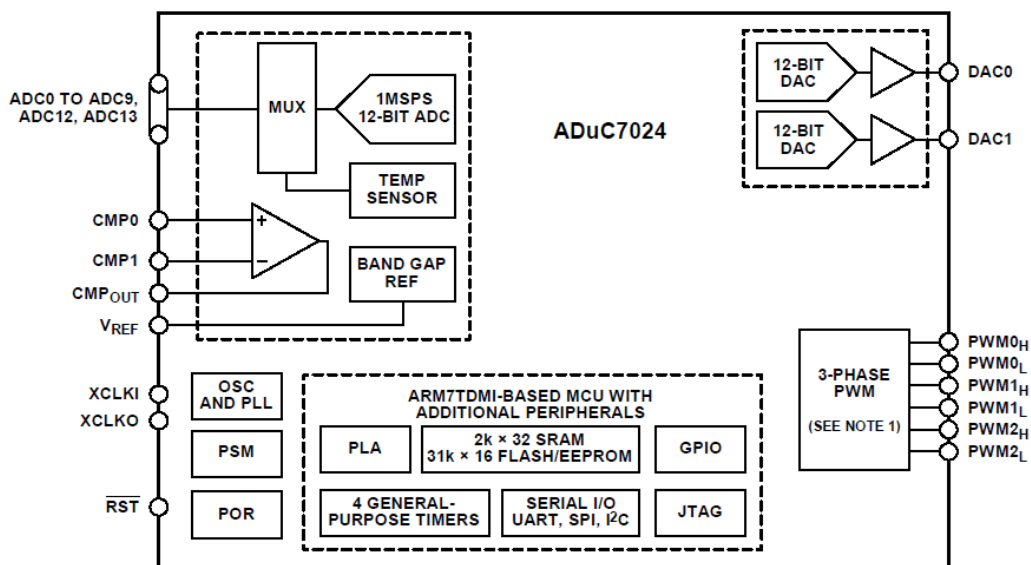 ADC0 TO ADC9,
ADC12, ADC13
MUX
1MSPS
12-BIT ADC
TEMP
SENSOR
CMP0
CMP1
CMPOUT
VREF
+
−
BAND GAP
REF
ADuC7024
12-BIT
DAC
DAC0
12-BIT
DAC
DAC1
XCLKI
XCLKO
RST
OSC
AND PLL
PSM
POR
ARM7TDMI-BASED MCU WITH
ADDITIONAL PERIPHERALS
PLA
2k × 32 SRAM
31k × 16 FLASH/EEPROM
GPIO
4 GENERAL-
PURPOSE TIMERS
SERIAL I/O
UART, SPI, I2C
JTAG
3-PHASE
PWM
(SEE NOTE 1)
PWM0H
PWM0L
PWM1H
PWM1L
PWM2H
PWM2L